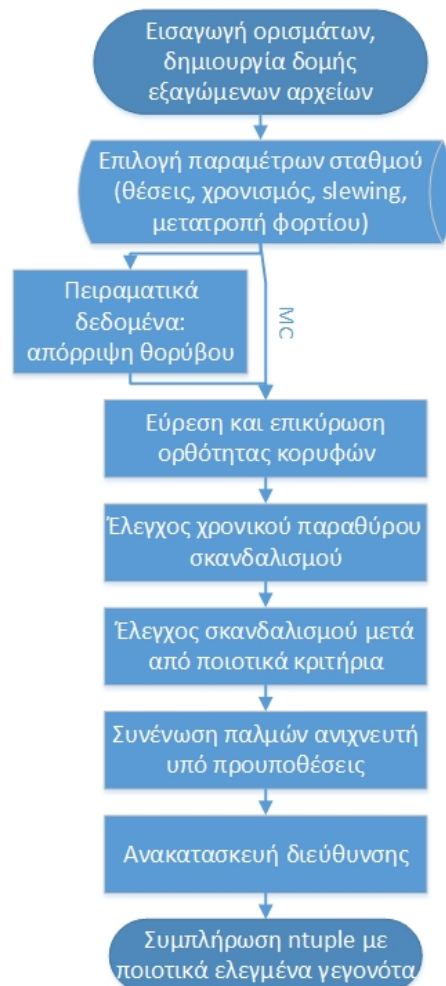 Εισαγωγή ορισμάτων,
δημιουργία δομής
εξαγώμενων αρχείων
Επιλογή παραμέτρων σταθμού
(θέσεις, χρονισμός, slewing,
μετατροπή φορτίου)
Πειραματικά
δεδομένα:
απόρριψη θορύβου
MC
Εύρεση και επικύρωση
ορθότητας κορυφών
Έλεγχος χρονικού παραθύρου
σκανδαλισμού
Έλεγχος σκανδαλισμού μετά
από ποιοτικά κριτήρια
Συνένωση παλμών ανιχνευτή
υπό προυποθέσεις
Ανακατασκευή διεύθυνσης
Συμπλήρωση ntuple με
ποιοτικά ελεγμένα γεγονότα